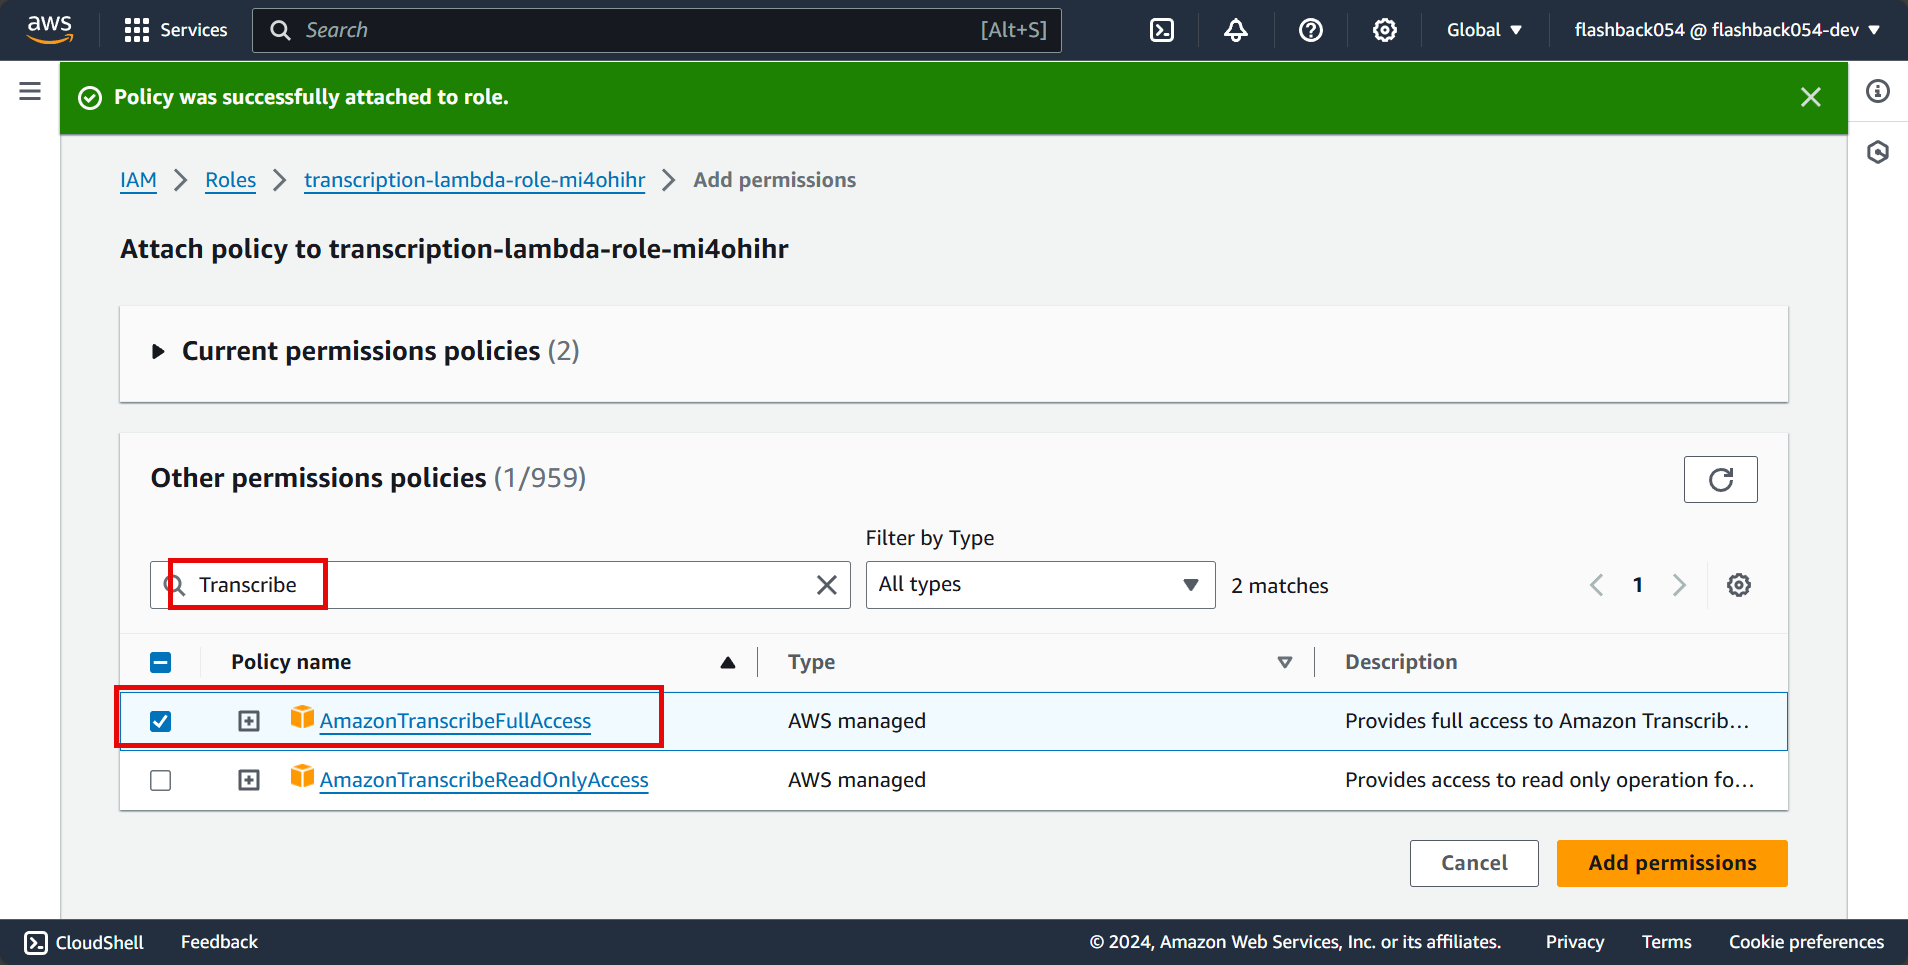 aws
Services
Search
[Alt+S]
Global
flashback054 @ flashback054-dev
Policy was successfully attached to role.
IAM
Roles
transcription-lambda-role-mi4ohihr
Add permissions
Attach policy to transcription-lambda-role-mi4ohihr
Current permissions policies (2)
Other permissions policies (1/959)
Filter by Type
Transcribe
All types
2 matches
1
Policy name
Type
Description
AmazonTranscribeFullAccess
AWS managed
Provides full access to Amazon Transcrib…
AmazonTranscribeReadOnlyAccess
AWS managed
Provides access to read only operation fo…
Cancel
Add permissions
CloudShell
Feedback
© 2024, Amazon Web Services, Inc. or its affiliates.
Privacy
Terms
Cookie preferences